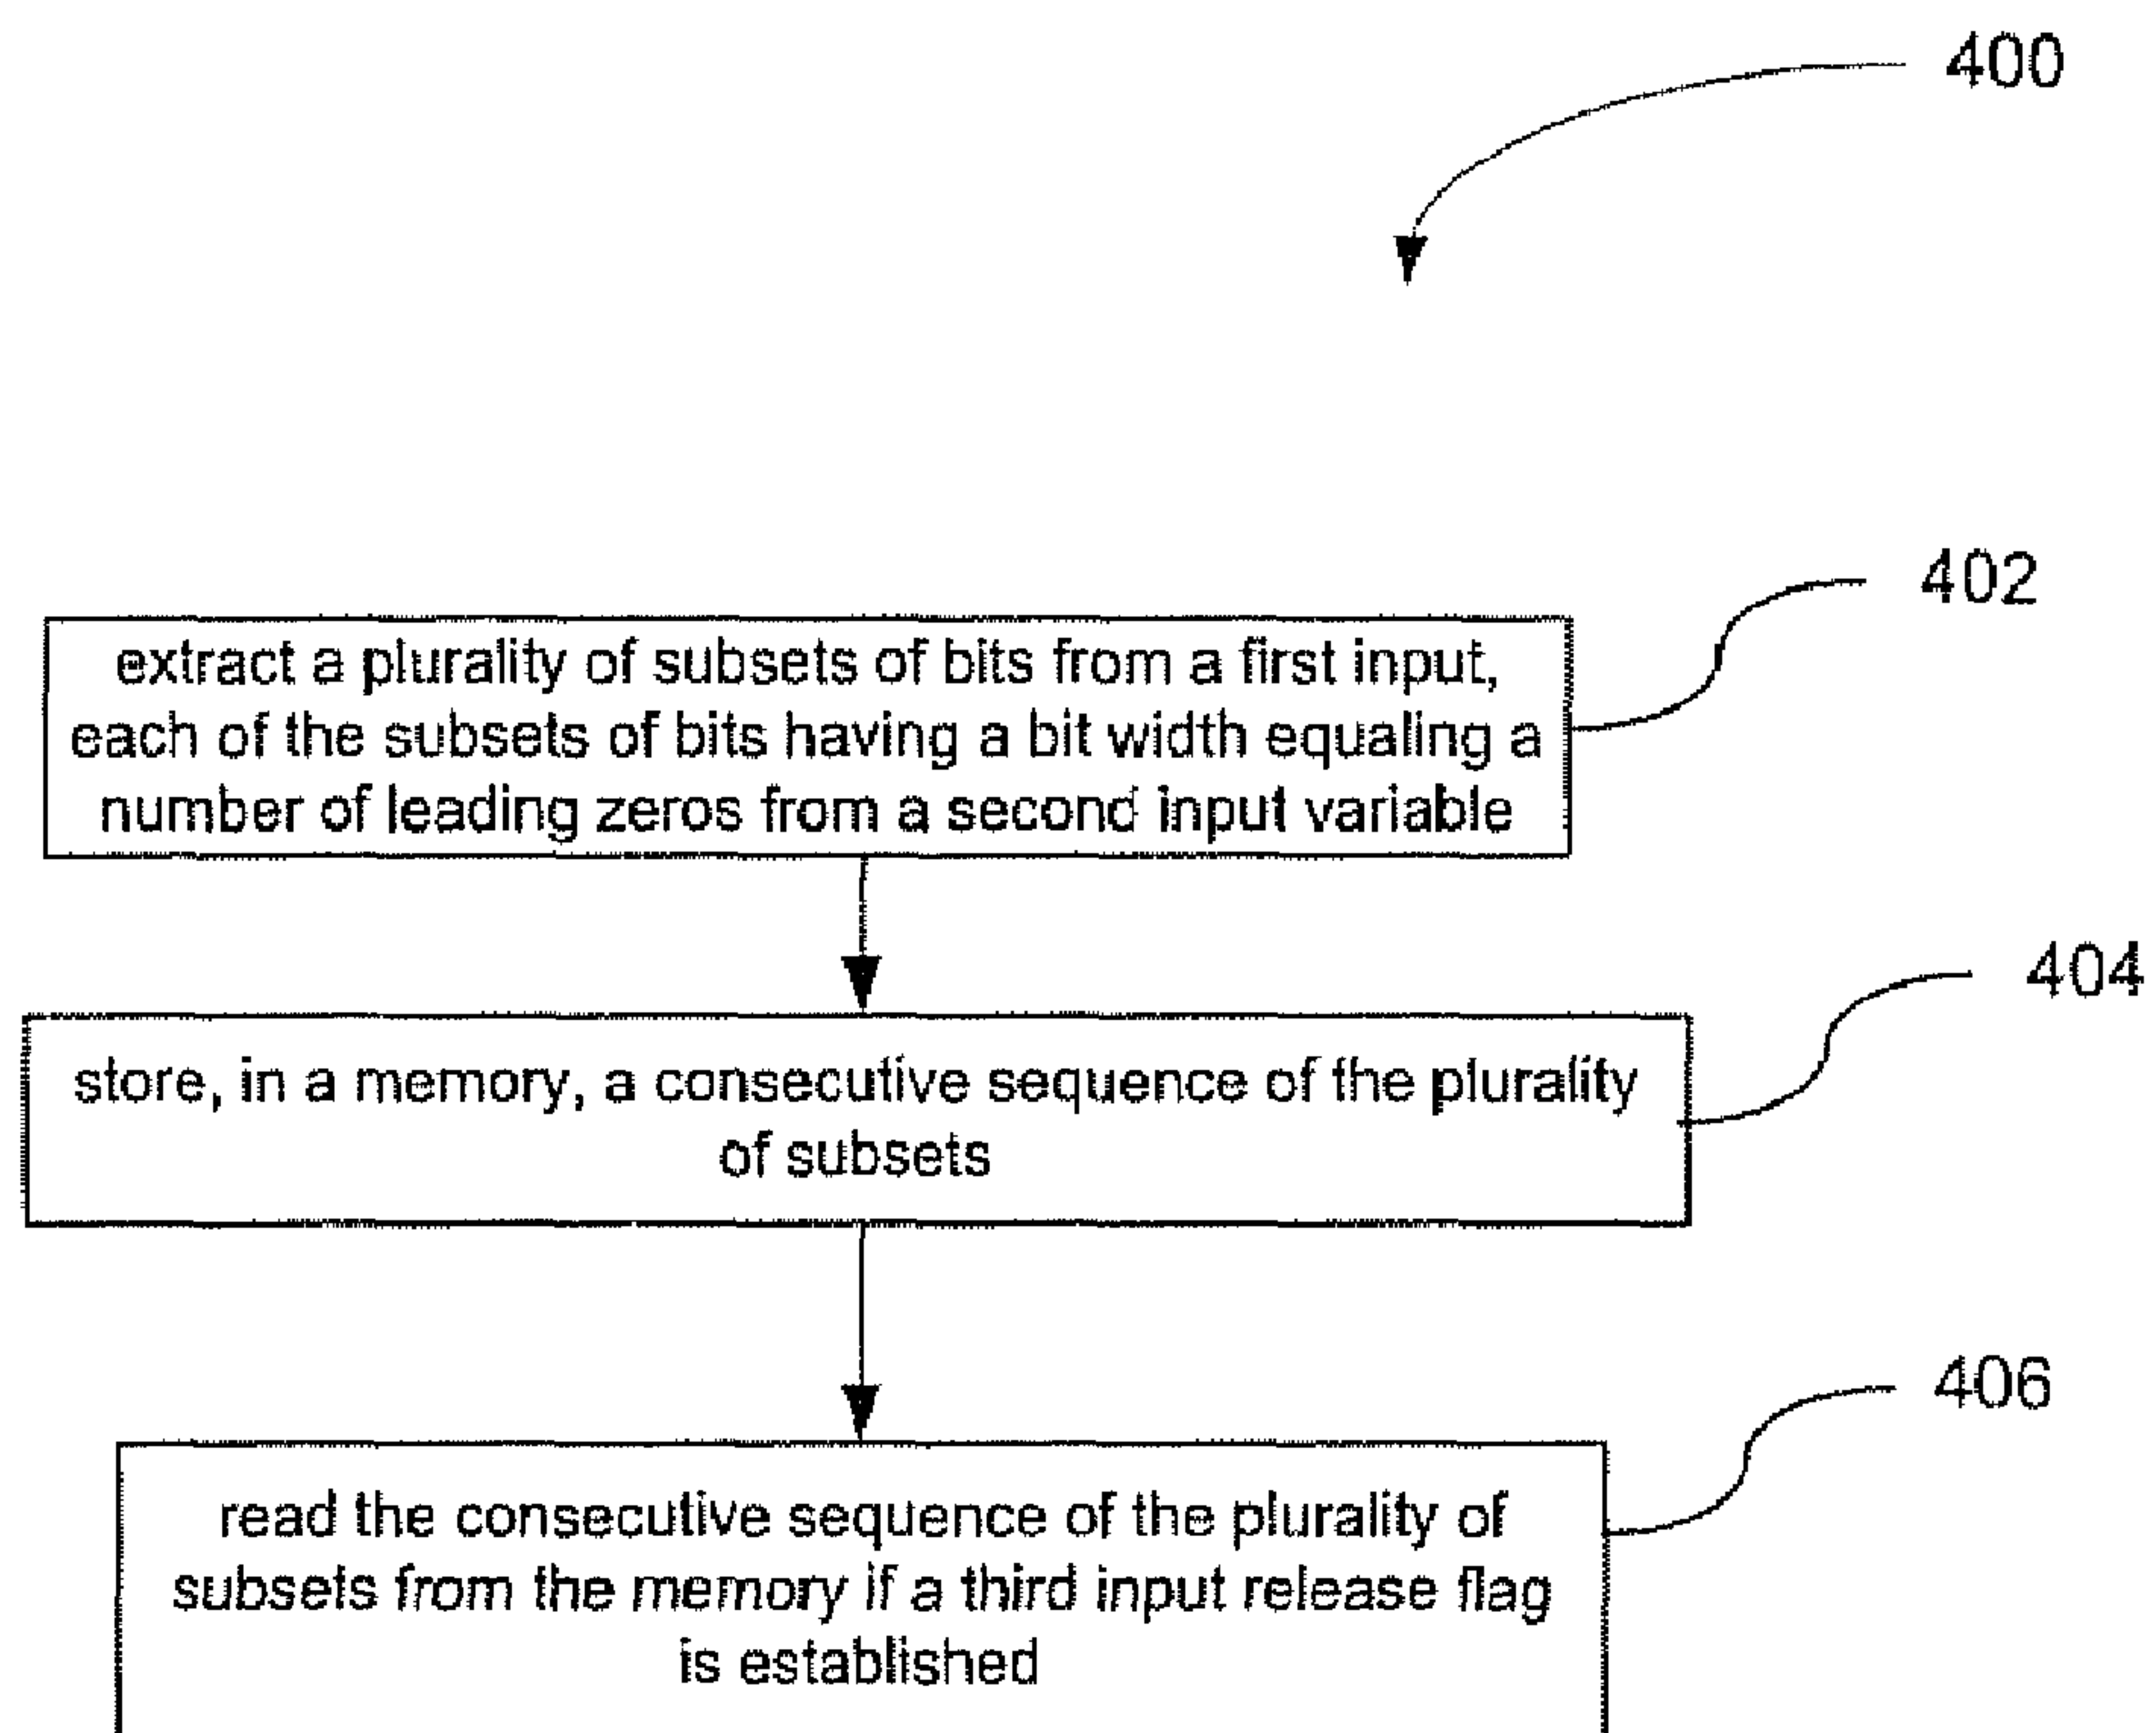 400
402
extract a plurality of subsets of bits from a first input,
each of the subsets of bits having a bit width equaling a
number of leading zeros from a second input variable
404
store, in a memory, a consecutive sequence of the plurality
of subsets
406
read the consecutive sequence of the plurality of
subsets from the memory if a third input release flag
is established